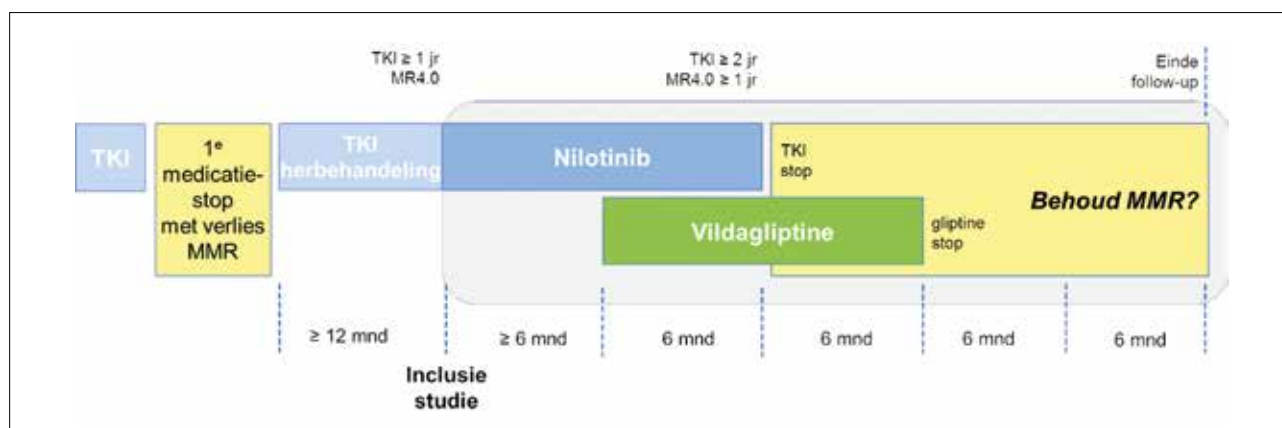 TKI ≥ 1 jr
MR4.0
TKI ≥ 2 jr
MR4.0 ≥ 1 jr
Einde
follow-up
TKI
1e
medicatie-
stop
met verlies
MMR
TKI
herbehandeling
Nilotinib
TKI
stop
Behoud MMR?
Vildagliptine
gliptine
stop
≥ 12 mnd
≥ 6 mnd
6 mnd
6 mnd
6 mnd
6 mnd
Inclusie
studie